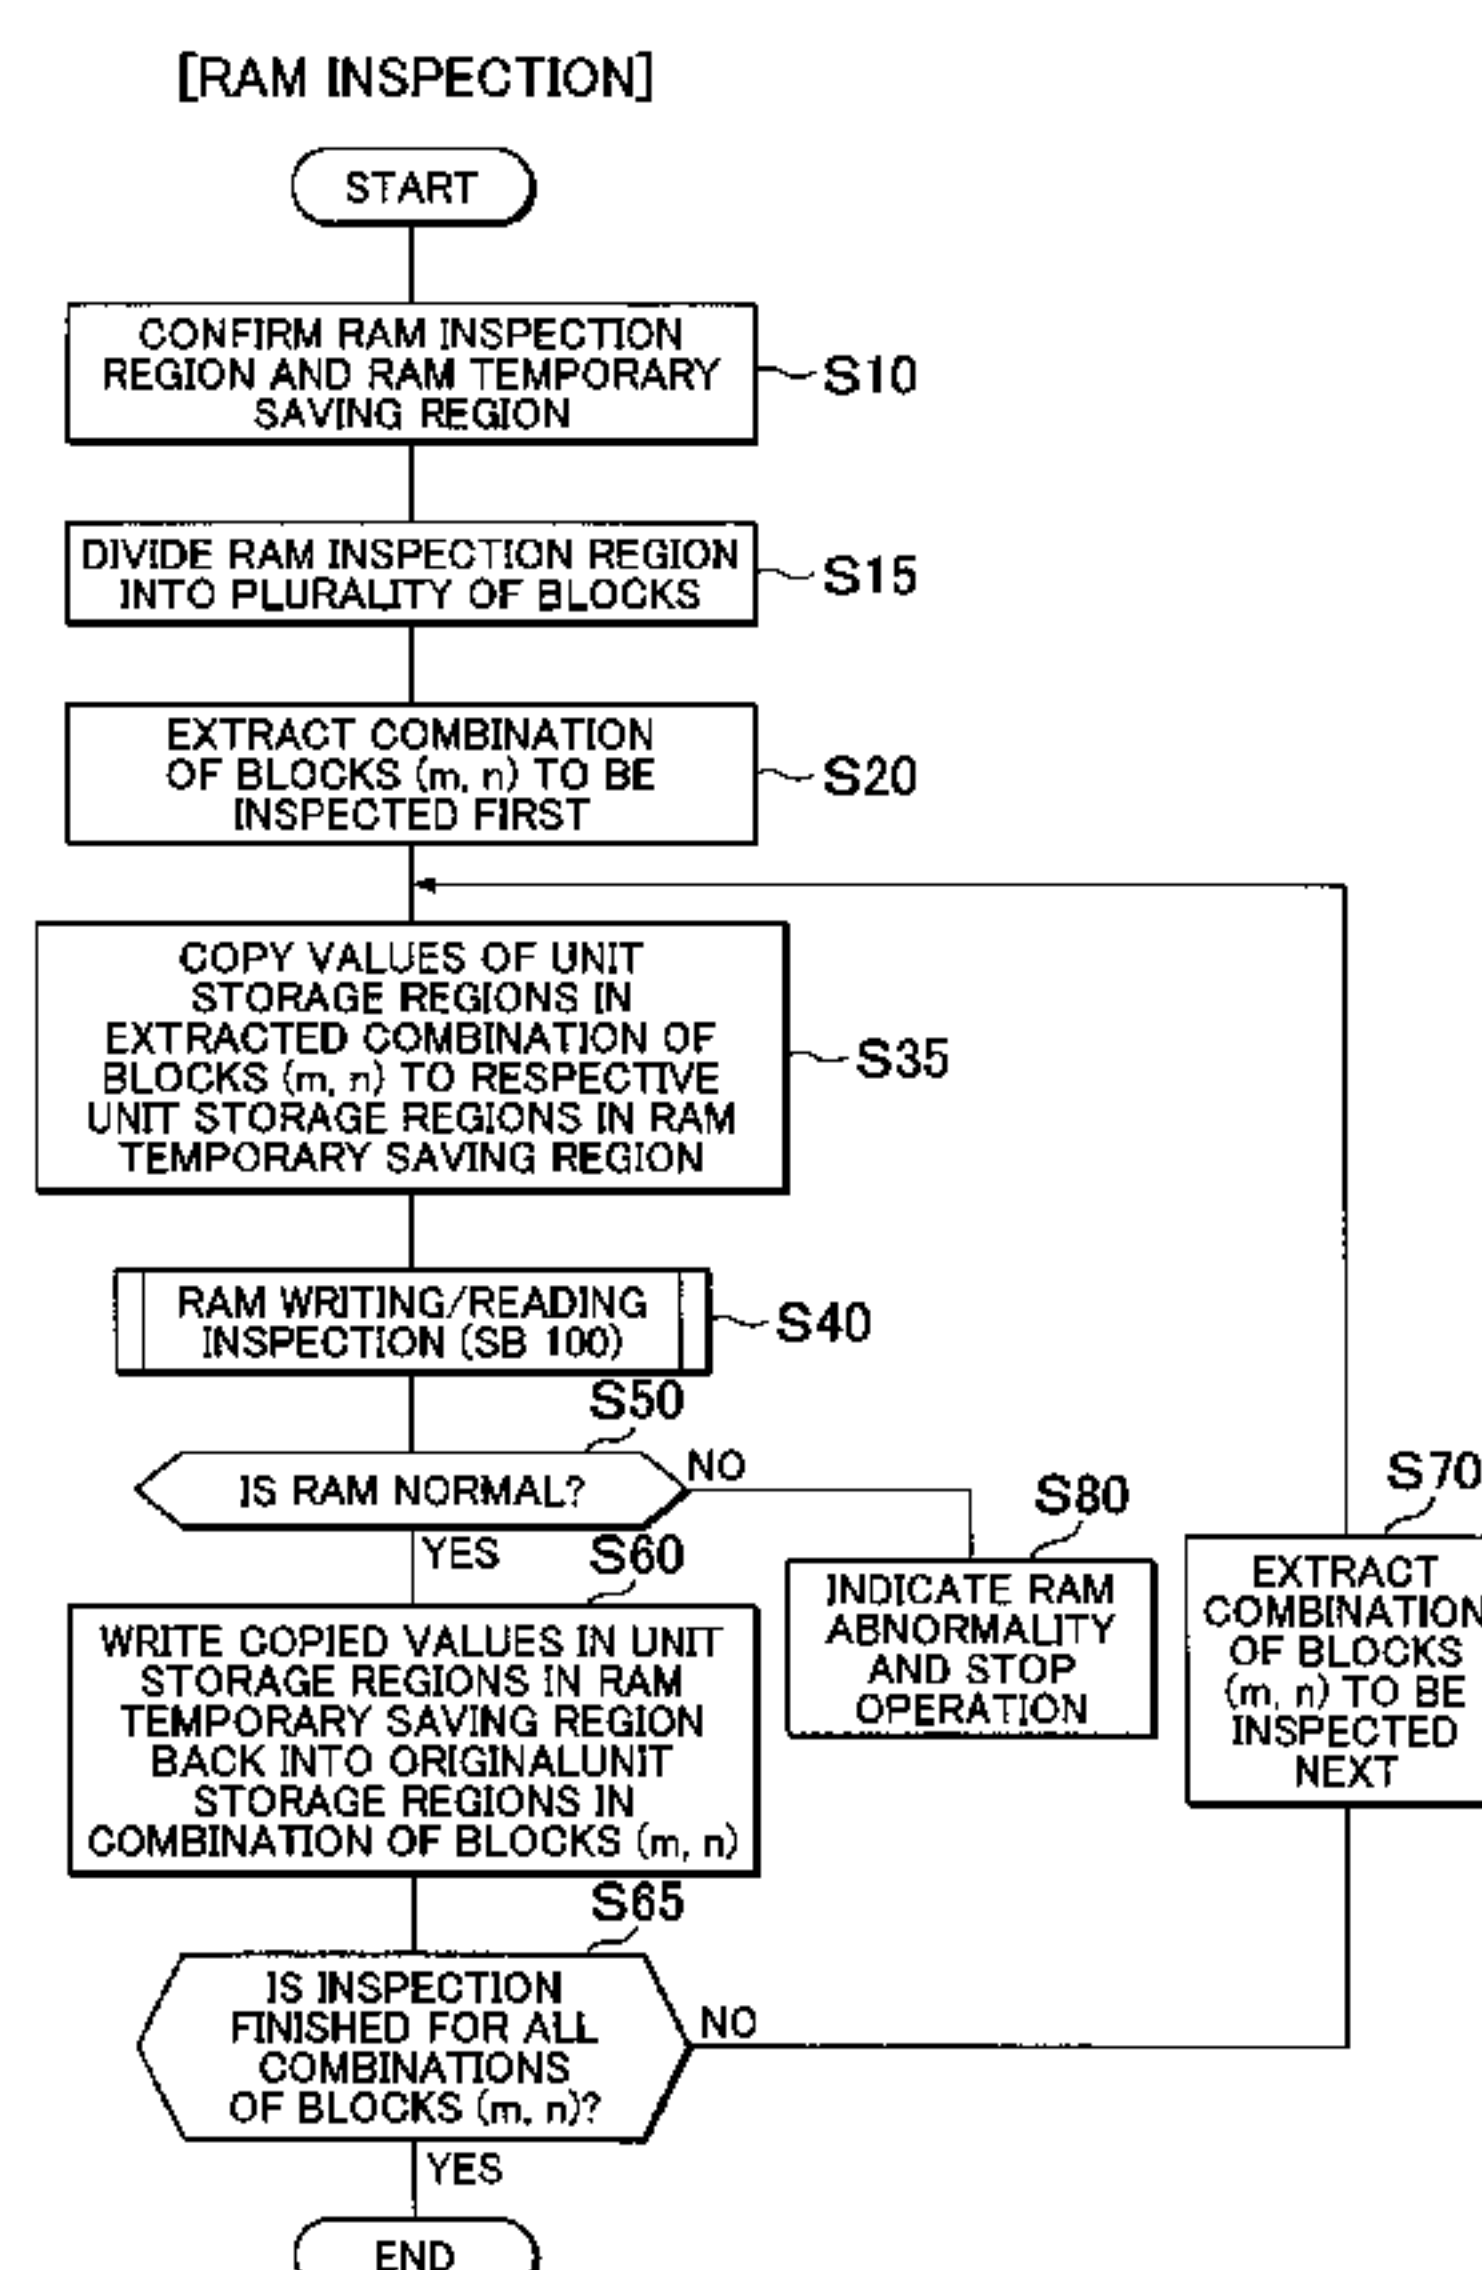 [RAM INSPECTION]
START
CONFIRM RAM INSPECTION
REGION AND RAM TEMPORARY
SAVING REGION
S10
DIVIDE RAM INSPECTION REGION
INTO PLURALITY OF BLOCKS
S15
EXTRACT COMBINATION
OF BLOCKS (m, n) TO BE
INSPECTED FIRST
S20
COPY VALUES OF UNIT
STORAGE REGIONS IN
EXTRACTED COMBINATION OF
BLOCKS (m, n) TO RESPECTIVE
UNIT STORAGE REGIONS IN RAM
TEMPORARY SAVING REGION
S35
RAM WRITING/READING
INSPECTION (SB 100)
S40
S50
IS RAM NORMAL?
NO
YES
S80
INDICATE RAM
ABNORMALITY
AND STOP
OPERATION
S70
EXTRACT
COMBINATION
OF BLOCKS
(m, n) TO BE
INSPECTED
NEXT
S60
WRITE COPIED VALUES IN UNIT
STORAGE REGIONS IN RAM
TEMPORARY SAVING REGION
BACK INTO ORIGINALUNIT
STORAGE REGIONS IN
COMBINATION OF BLOCKS (m, n)
S65
IS INSPECTION
FINISHED FOR ALL
COMBINATIONS
OF BLOCKS (m, n)?
NO
YES
END